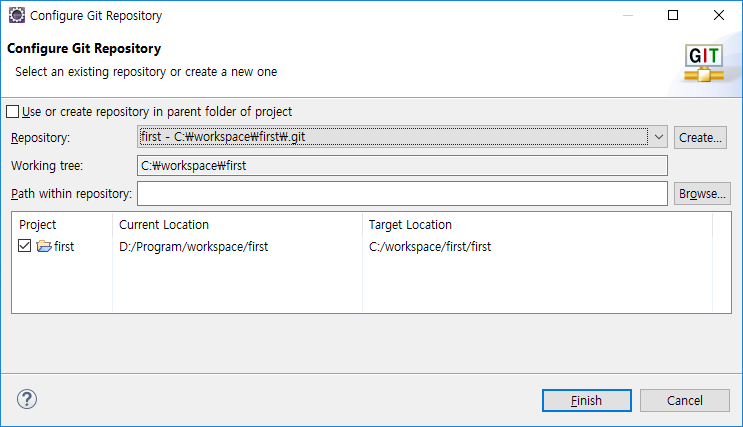 Configure Git Repository
Configure Git Repository
Select an existing repository or create a new one
GIT
Use or create repository in parent folder of project
Repository: first - C:₩workspace₩first₩.git Create...
Working tree: C:₩workspace₩first
Path within repository: Browse...
Project Current Location Target Location
first D:/Program/workspace/first C:/workspace/first/first
?
Finish Cancel